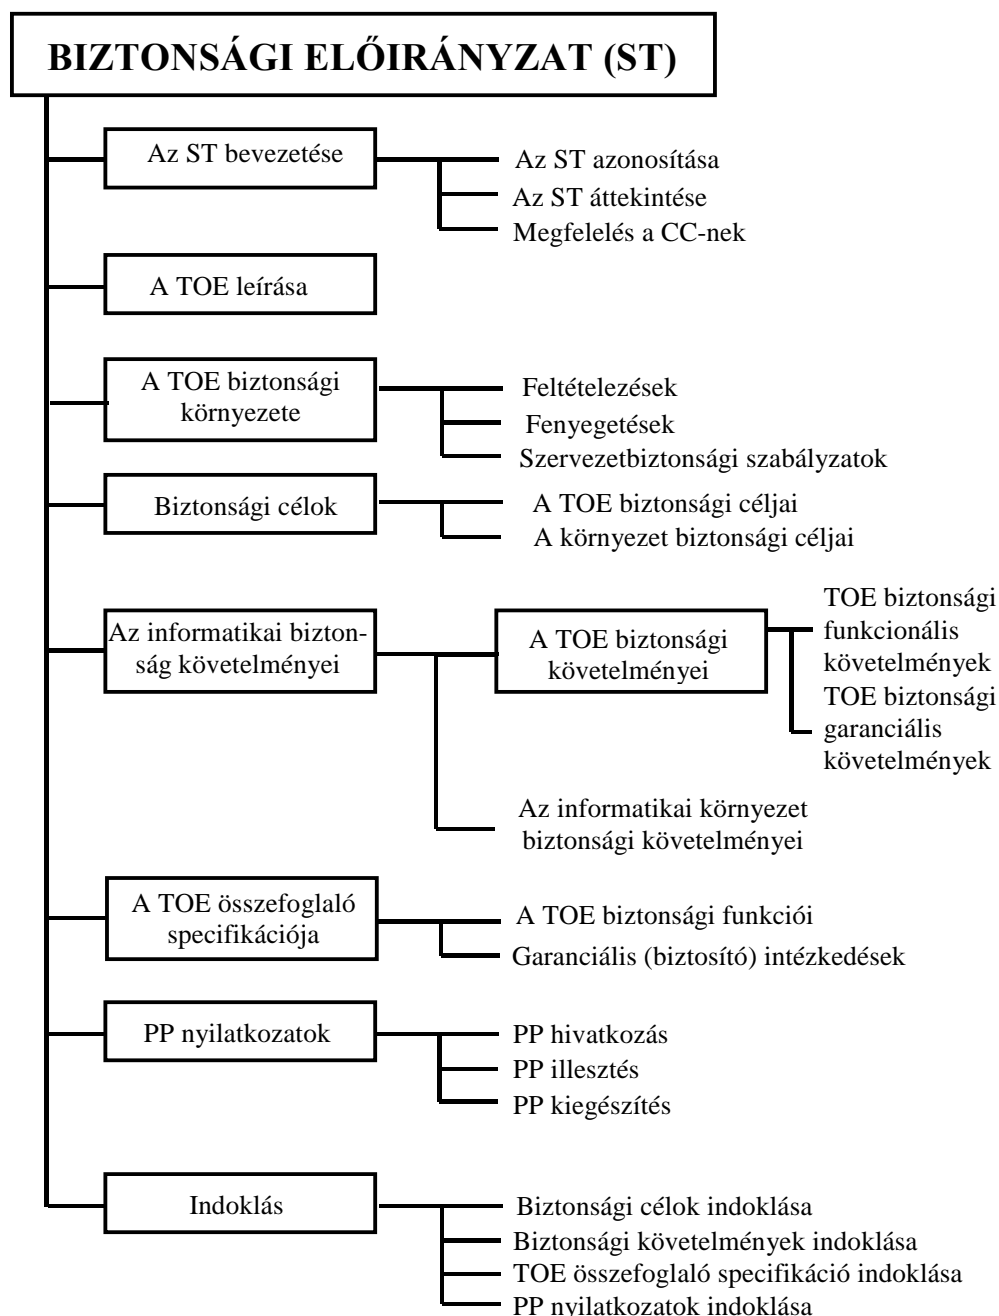 BIZTONSÁGI ELŐIRÁNYZAT (ST)
Az ST bevezetése
Az ST azonosítása
Az ST áttekintése
Megfelelés a CC-nek
A TOE leírása
A TOE biztonsági
környezete
Feltételezések
Fenyegetések
Szervezetbiztonsági szabályzatok
Biztonsági célok
A TOE biztonsági céljai
A környezet biztonsági céljai
Az informatikai bizton-
ság követelményei
A TOE biztonsági
követelményei
TOE biztonsági
funkcionális
követelmények
TOE biztonsági
garanciális
követelmények
Az informatikai környezet
biztonsági követelményei
A TOE összefoglaló
specifikációja
A TOE biztonsági funkciói
Garanciális (biztosító) intézkedések
PP nyilatkozatok
PP hivatkozás
PP illesztés
PP kiegészítés
Indoklás
Biztonsági célok indoklása
Biztonsági követelmények indoklása
TOE összefoglaló specifikáció indoklása
PP nyilatkozatok indoklása